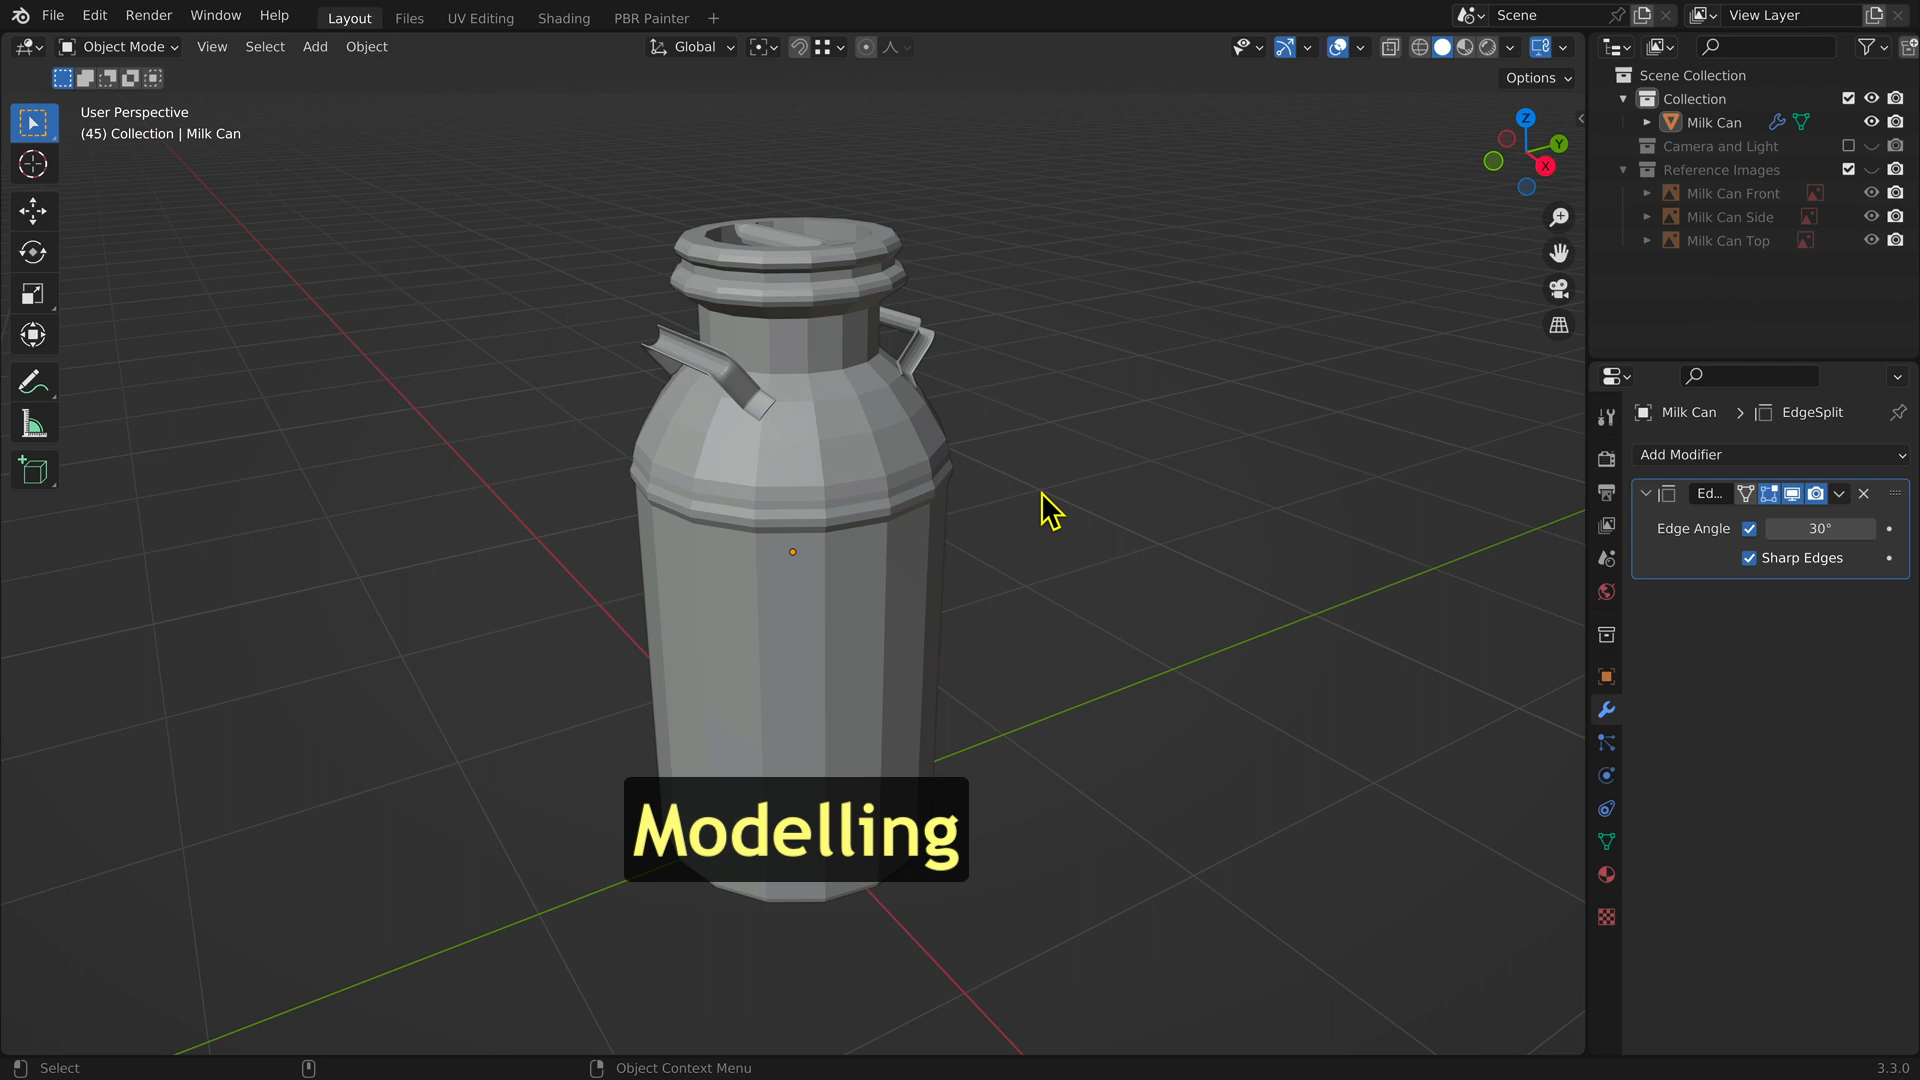 File Edit Render Window Help
Layout Files UV Editing Shading PBR Painter +
Scene
View Layer
Object Mode View Select Add Object
Global
Options
User Perspective
(45) Collection | Milk Can
Z
Y
X
Scene Collection
Collection
Milk Can
Camera and Light
Reference Images
Milk Can Front
Milk Can Side
Milk Can Top
Milk Can > EdgeSplit
Add Modifier
Ed...
Edge Angle 30°
Sharp Edges
Modelling
Select
Object Context Menu
3.3.0